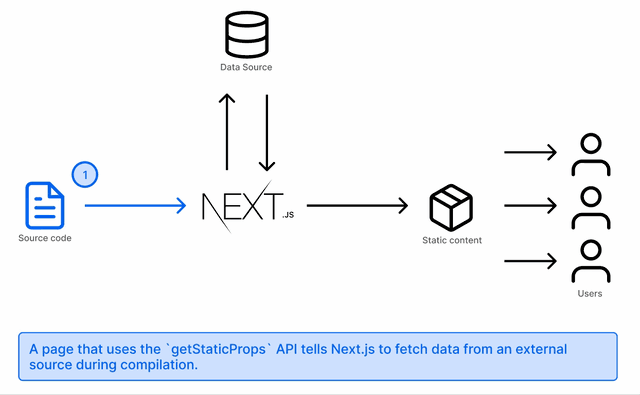 Data Source
1
NEXT.JS
Source code
Static content
Users
A page that uses the `getStaticProps` API tells Next.js to fetch data from an external
source during compilation.